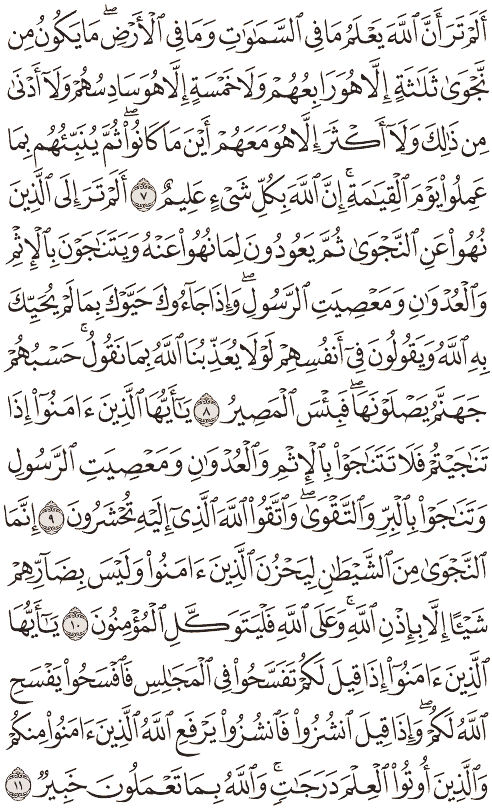 أَلَمْ تَرَ أَنَّ ٱللَّهَ يَعْلَمُ مَا فِى ٱلسَّمَٰوَٰتِ وَمَا فِى ٱلْأَرْضِۖ مَا يَكُونُ مِن
نَّجْوَىٰ ثَلَٰثَةٍ إِلَّا هُوَ رَابِعُهُمْ وَلَا خَمْسَةٍ إِلَّا هُوَ سَادِسُهُمْ وَلَآ أَدْنَىٰ
مِن ذَٰلِكَ وَلَآ أَكْثَرَ إِلَّا هُوَ مَعَهُمْ أَيْنَ مَا كَانُوا۟ۖ ثُمَّ يُنَبِّئُهُم بِمَا
عَمِلُوا۟ يَوْمَ ٱلْقِيَٰمَةِۚ إِنَّ ٱللَّهَ بِكُلِّ شَىْءٍ عَلِيمٌ ٧ أَلَمْ تَرَ إِلَى ٱلَّذِينَ
نُهُوا۟ عَنِ ٱلنَّجْوَىٰ ثُمَّ يَعُودُونَ لِمَا نُهُوا۟ عَنْهُ وَيَتَنَٰجَوْنَ بِٱلْإِثْمِ
وَٱلْعُدْوَٰنِ وَمَعْصِيَتِ ٱلرَّسُولِۖ وَإِذَا جَآءُوكَ حَيَّوْكَ بِمَا لَمْ يُحَيِّكَ
بِهِ ٱللَّهُ وَيَقُولُونَ فِىٓ أَنفُسِهِمْ لَوْلَا يُعَذِّبُنَا ٱللَّهُ بِمَا نَقُولُۚ حَسْبُهُمْ
جَهَنَّمُ يَصْلَوْنَهَاۖ فَبِئْسَ ٱلْمَصِيرُ ٨ يَٰٓأَيُّهَا ٱلَّذِينَ ءَامَنُوٓا۟ إِذَا
تَنَٰجَيْتُمْ فَلَا تَتَنَٰجَوْا۟ بِٱلْإِثْمِ وَٱلْعُدْوَٰنِ وَمَعْصِيَتِ ٱلرَّسُولِ
وَتَنَٰجَوْا۟ بِٱلْبِرِّ وَٱلتَّقْوَىٰۖ وَٱتَّقُوا۟ ٱللَّهَ ٱلَّذِىٓ إِلَيْهِ تُحْشَرُونَ ٩ إِنَّمَا
ٱلنَّجْوَىٰ مِنَ ٱلشَّيْطَٰنِ لِيَحْزُنَ ٱلَّذِينَ ءَامَنُوا۟ وَلَيْسَ بِضَآرِّهِمْ
شَيْـًٔا إِلَّا بِإِذْنِ ٱللَّهِۚ وَعَلَى ٱللَّهِ فَلْيَتَوَكَّلِ ٱلْمُؤْمِنُونَ ١٠ يَٰٓأَيُّهَا
ٱلَّذِينَ ءَامَنُوٓا۟ إِذَا قِيلَ لَكُمْ تَفَسَّحُوا۟ فِى ٱلْمَجَٰلِسِ فَٱفْسَحُوا۟ يَفْسَحِ
ٱللَّهُ لَكُمْۖ وَإِذَا قِيلَ ٱنشُزُوا۟ فَٱنشُزُوا۟ يَرْفَعِ ٱللَّهُ ٱلَّذِينَ ءَامَنُوا۟ مِنكُمْ
وَٱلَّذِينَ أُوتُوا۟ ٱلْعِلْمَ دَرَجَٰتٍۚ وَٱللَّهُ بِمَا تَعْمَلُونَ خَبِيرٌ ١١